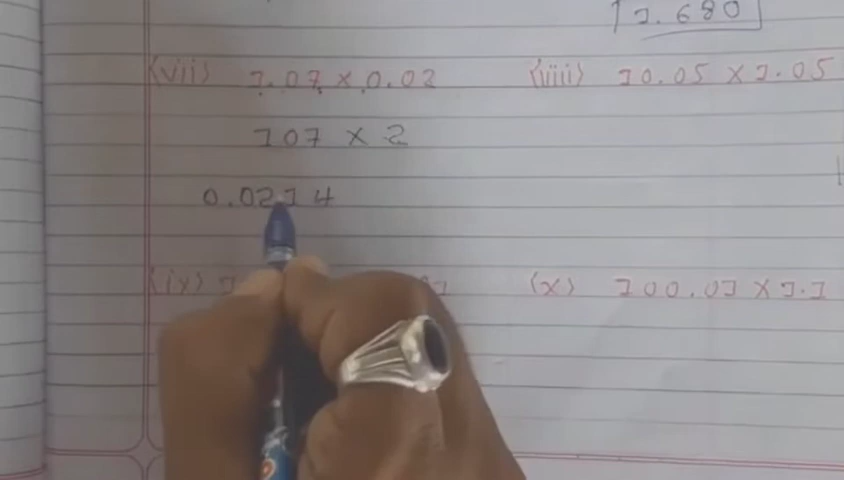 1.680
(vii) 1.07 × 0.02 (viii) 10.05 × 1.05
107 × 2
0.0214
(ix) (x) 100.01 × 1.1